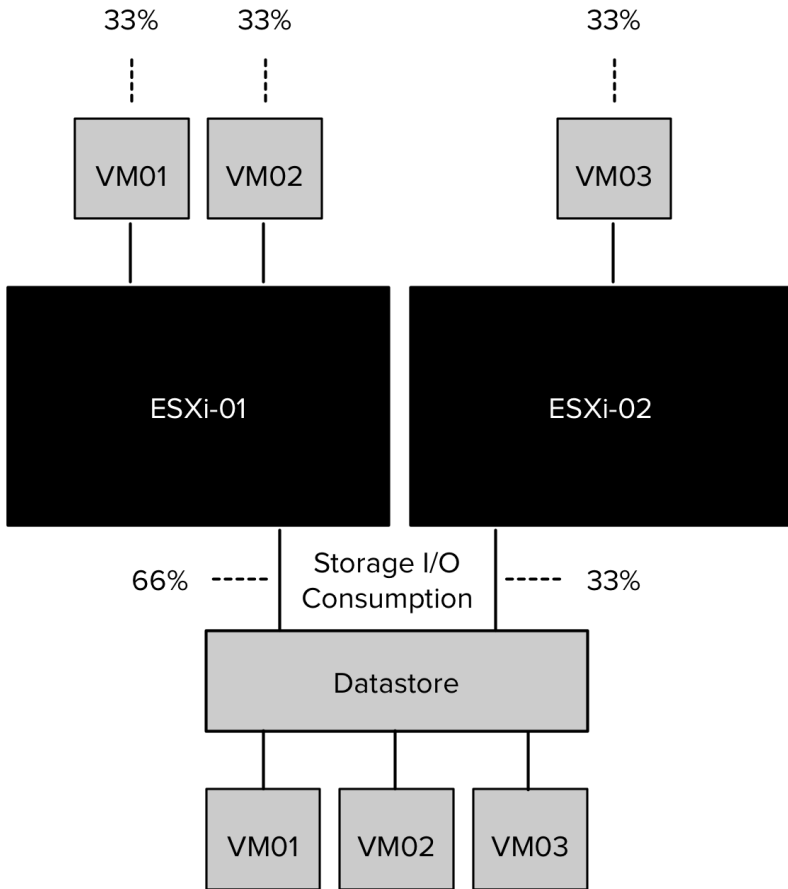 33%
33%
33%
VM01
VM02
VM03
ESXi-01
ESXi-02
66%
Storage I/O
Consumption
33%
Datastore
VM01
VM02
VM03